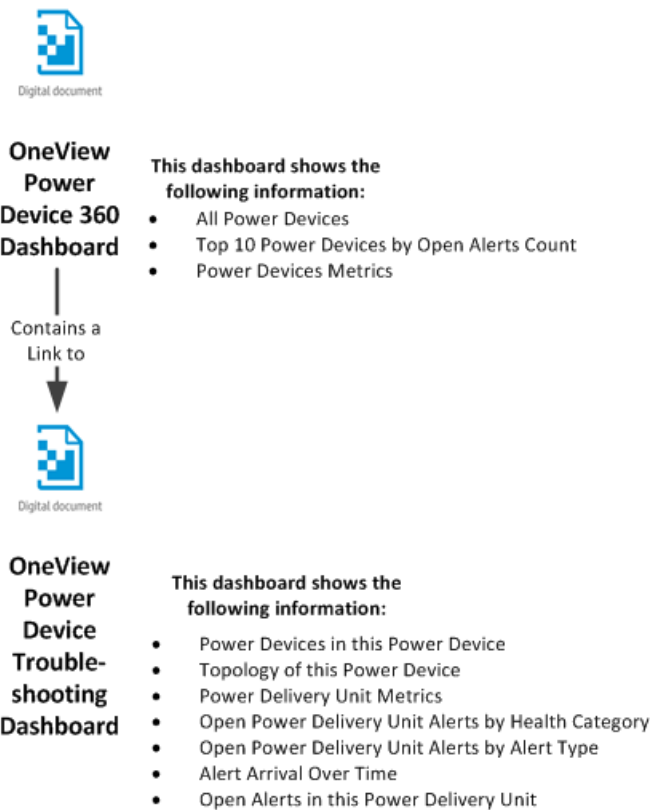 Digital document
OneView
Power
Device 360
Dashboard
This dashboard shows the
following information:
• All Power Devices
• Top 10 Power Devices by Open Alerts Count
• Power Devices Metrics
Contains a
Link to
Digital document
OneView
Power
Device
Trouble-
shooting
Dashboard
This dashboard shows the
following information:
• Power Devices in this Power Device
• Topology of this Power Device
• Power Delivery Unit Metrics
• Open Power Delivery Unit Alerts by Health Category
• Open Power Delivery Unit Alerts by Alert Type
• Alert Arrival Over Time
• Open Alerts in this Power Delivery Unit